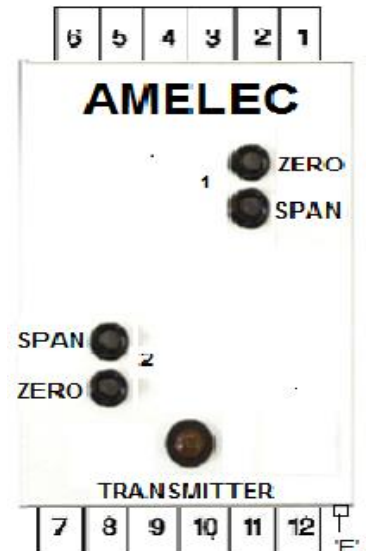 6 5 4 3 2 1
AMELEC
ZERO
1
SPAN
SPAN
2
ZERO
TRANSMITTER
7 8 9 10 11 12
"E"